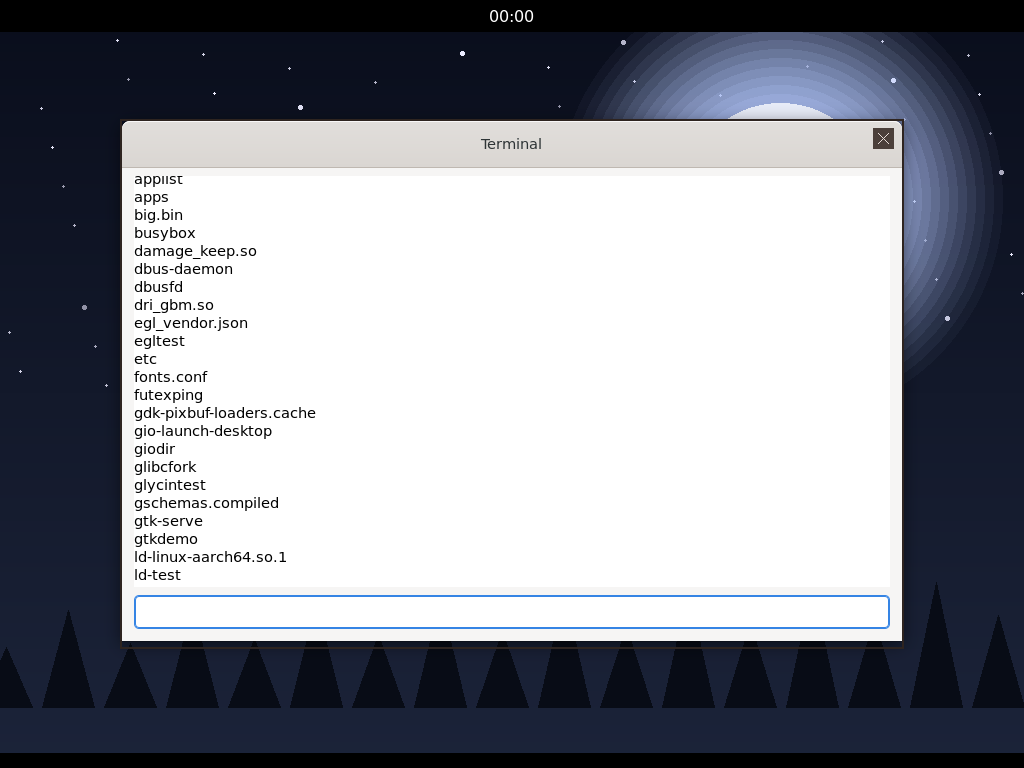 00:00
Terminal
applist
apps
big.bin
busybox
damage_keep.so
dbus-daemon
dbusfd
dri_gbm.so
egl_vendor.json
egltest
etc
fonts.conf
futexping
gdk-pixbuf-loaders.cache
gio-launch-desktop
giodir
glibcfork
glycintest
gschemas.compiled
gtk-serve
gtkdemo
ld-linux-aarch64.so.1
ld-test